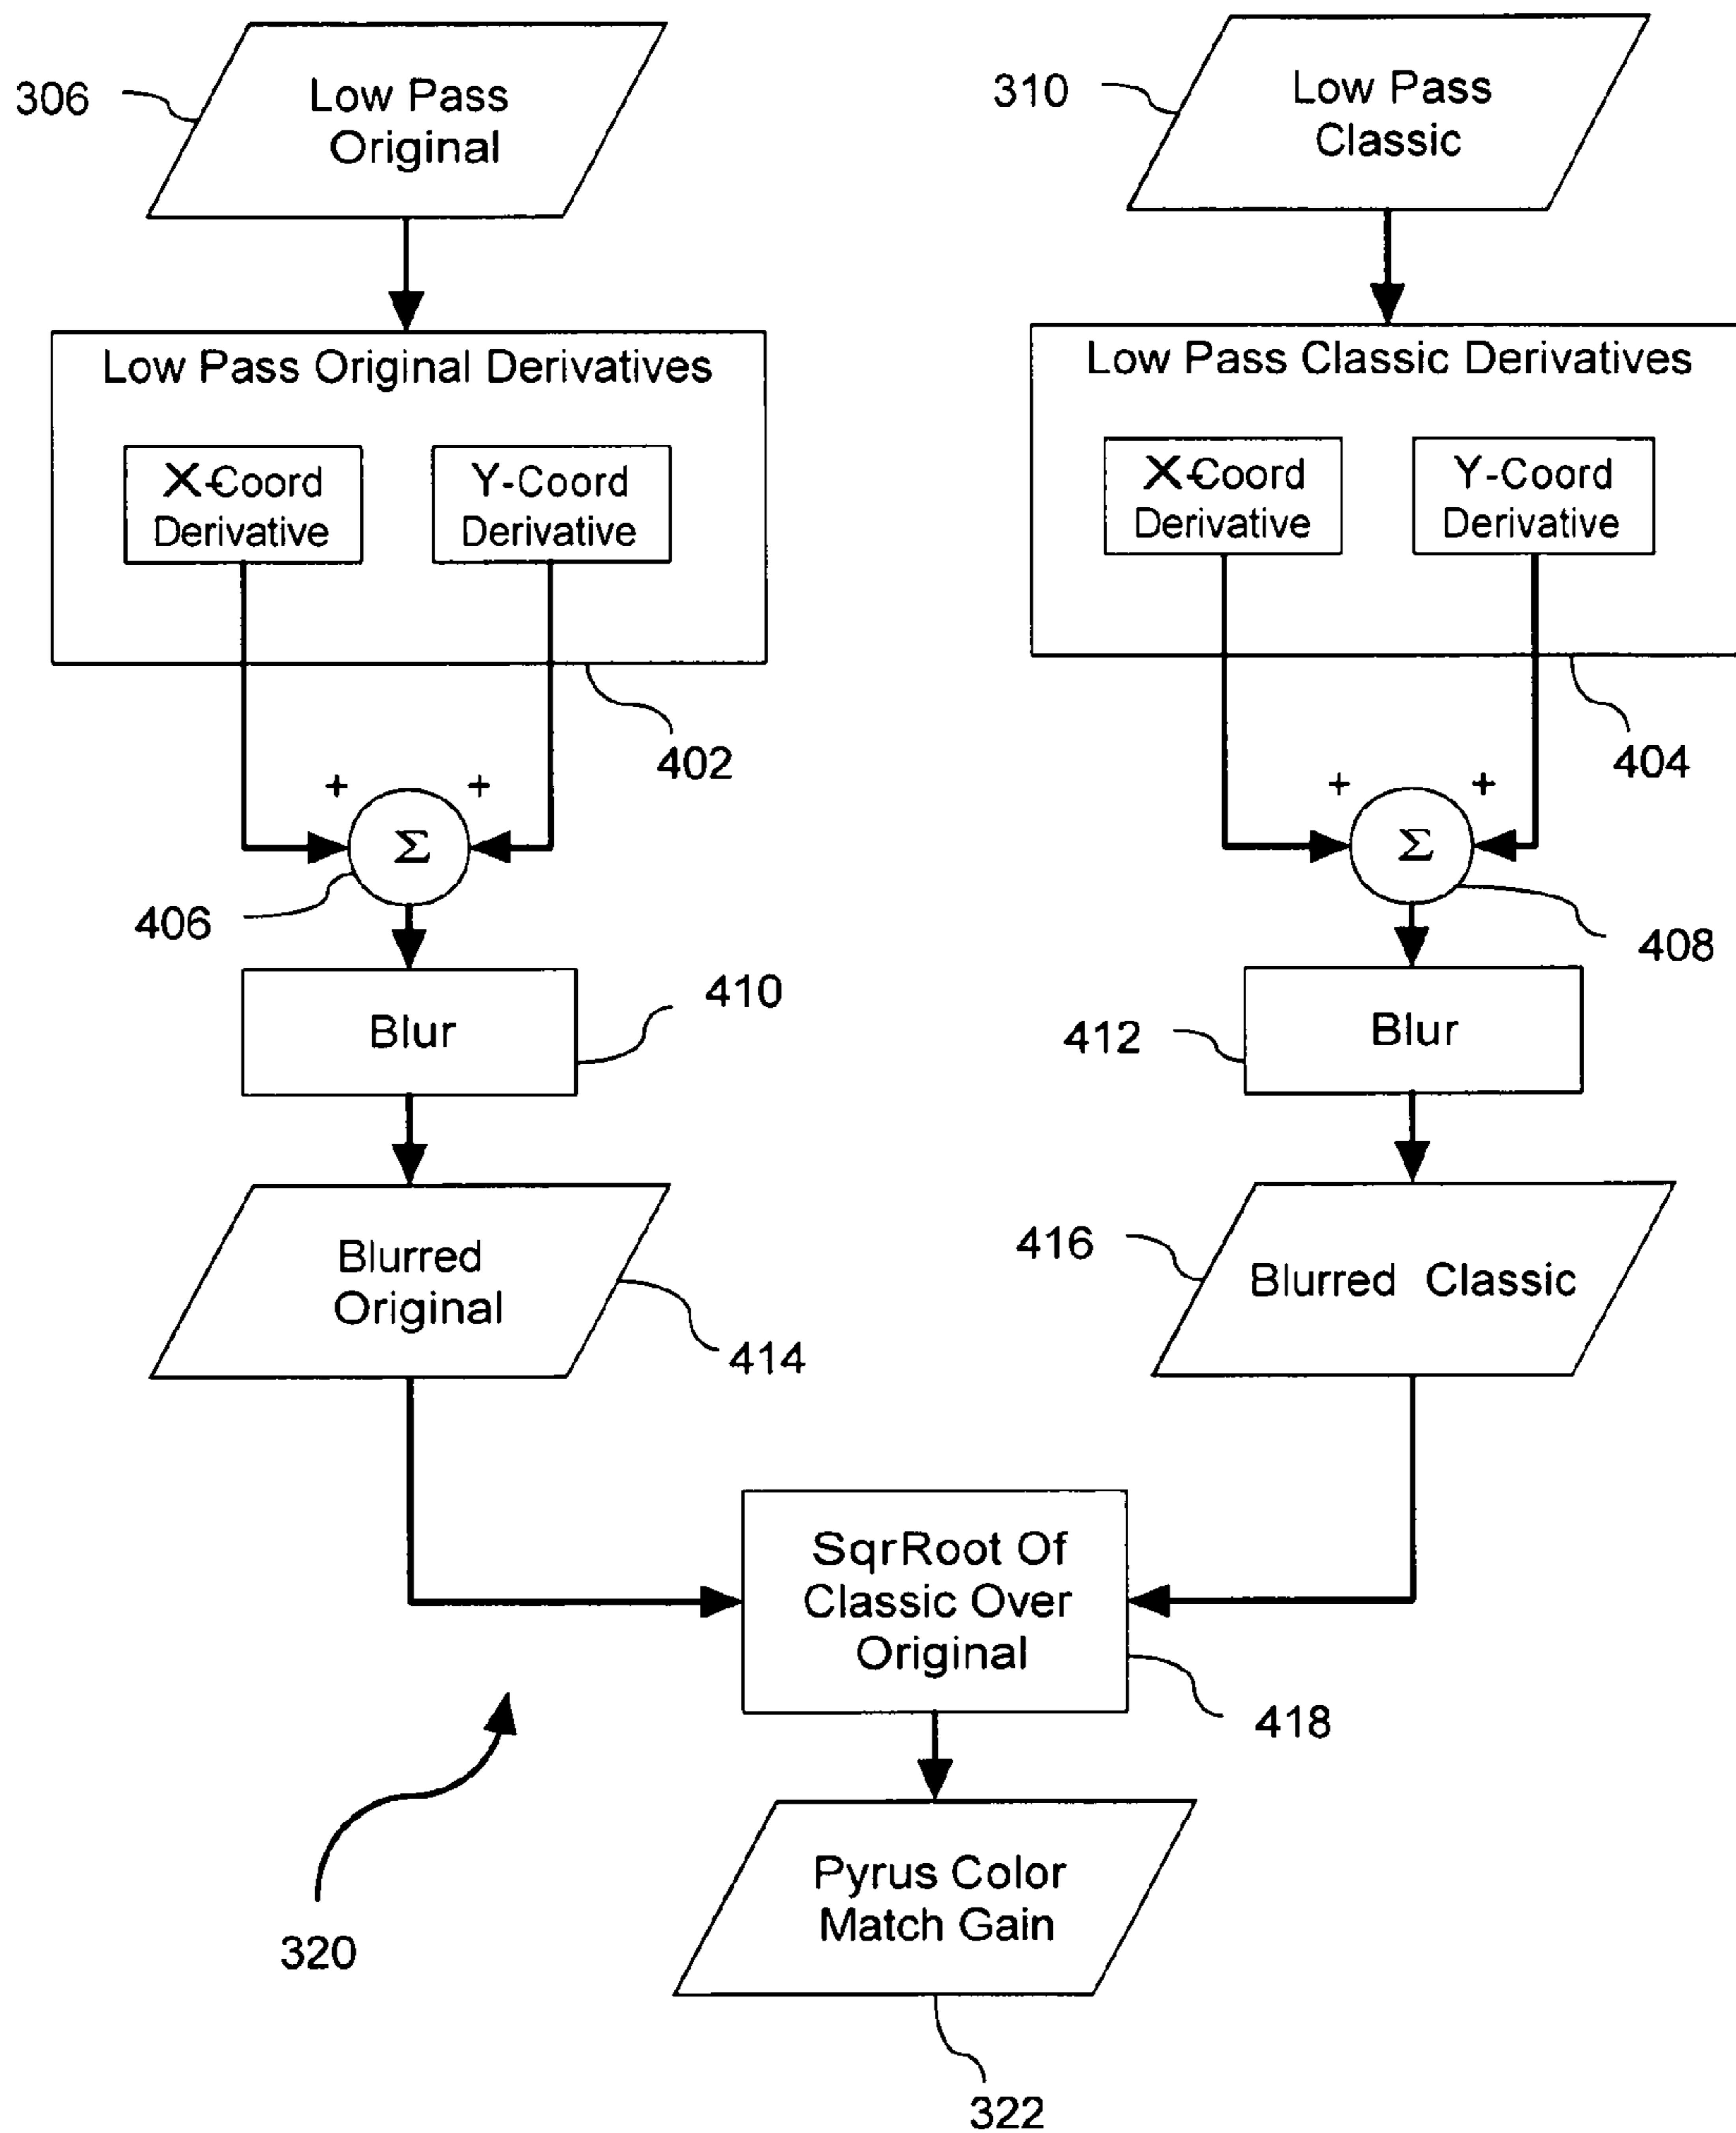 306
Low Pass
Original
310
Low Pass
Classic
Low Pass Original Derivatives
X-Coord
Derivative
Y-Coord
Derivative
402
Low Pass Classic Derivatives
X-Coord
Derivative
Y-Coord
Derivative
404
+
+
Σ
406
+
+
Σ
408
Blur
410
412
Blur
Blurred
Original
414
416
Blurred Classic
SqrRoot Of
Classic Over
Original
418
320
Pyrus Color
Match Gain
322